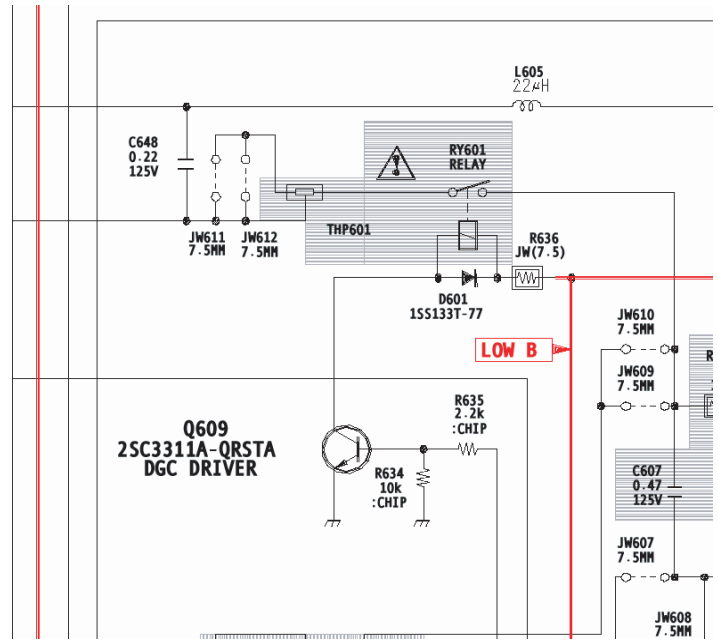 L605
22µH
C648
0.22
125V
RY601
RELAY
JW611
7.5MM
JW612
7.5MM
THP601
R636
JW(7.5)
D601
1SS133T-77
LOW B
JW610
7.5MM
JW609
7.5MM
R
Q609
2SC3311A-QRSTA
DGC DRIVER
R635
2.2k
:CHIP
R634
10k
:CHIP
C607
0.47
125V
JW607
7.5MM
JW608
7.5MM